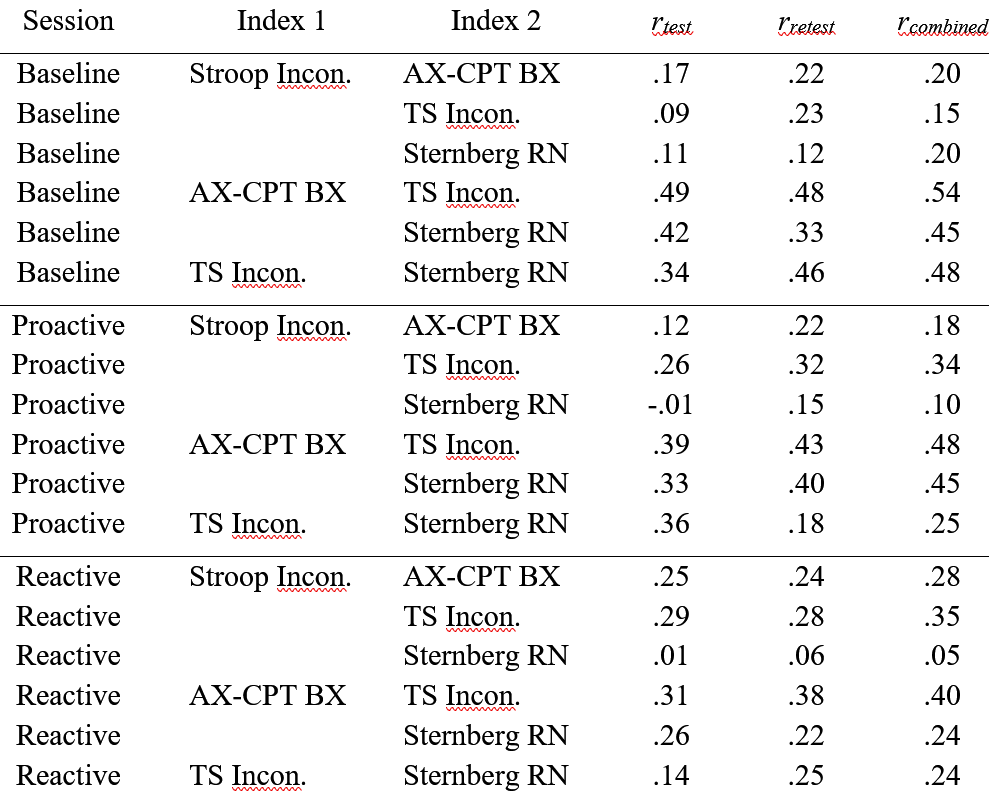 Session Index 1 Index 2 rtest rretest rcombined
Baseline Stroop Incon. AX-CPT BX .17 .22 .20
Baseline TS Incon. .09 .23 .15
Baseline Sternberg RN .11 .12 .20
Baseline AX-CPT BX TS Incon. .49 .48 .54
Baseline Sternberg RN .42 .33 .45
Baseline TS Incon. Sternberg RN .34 .46 .48
Proactive Stroop Incon. AX-CPT BX .12 .22 .18
Proactive TS Incon. .26 .32 .34
Proactive Sternberg RN -.01 .15 .10
Proactive AX-CPT BX TS Incon. .39 .43 .48
Proactive Sternberg RN .33 .40 .45
Proactive TS Incon. Sternberg RN .36 .18 .25
Reactive Stroop Incon. AX-CPT BX .25 .24 .28
Reactive TS Incon. .29 .28 .35
Reactive Sternberg RN .01 .06 .05
Reactive AX-CPT BX TS Incon. .31 .38 .40
Reactive Sternberg RN .26 .22 .24
Reactive TS Incon. Sternberg RN .14 .25 .24